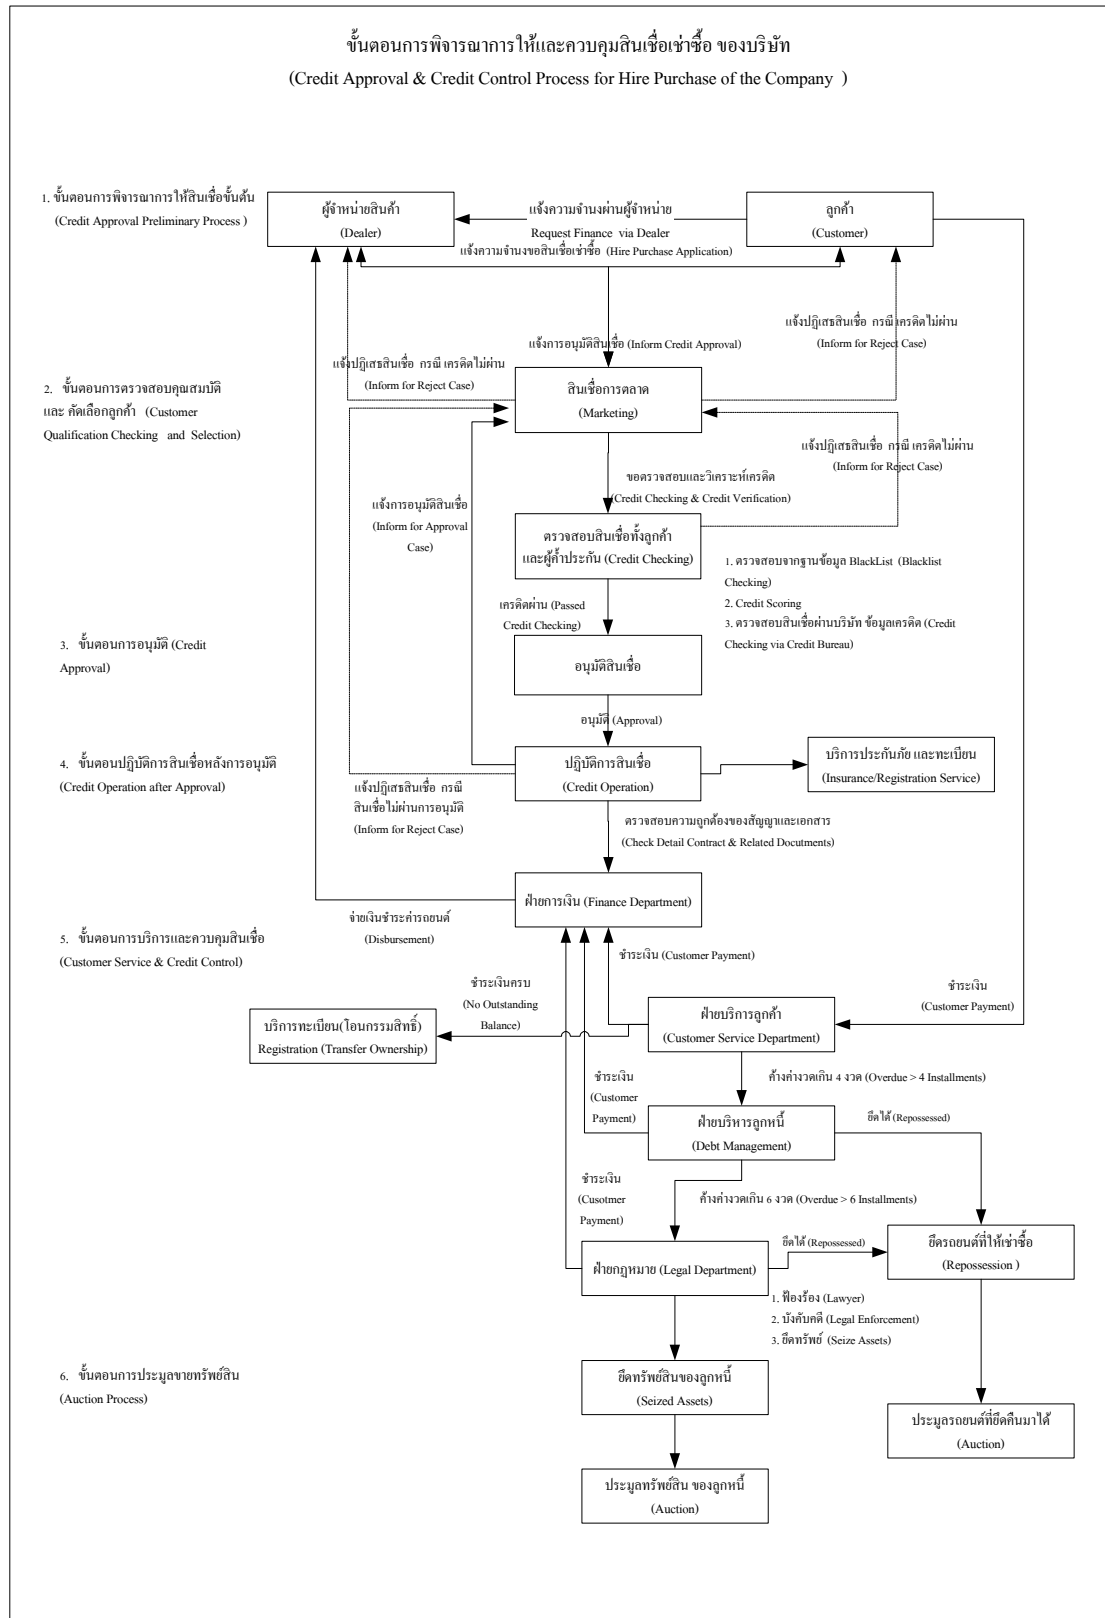 ขั้นตอนการพิจารณาการให้และควบคุมสินเชื่อเช่าซื้อ ของบริษัท
(Credit Approval & Credit Control Process for Hire Purchase of the Company )
1. ขั้นตอนการพิจารณาการให้สินเชื่อขั้นต้น
(Credit Approval Preliminary Process )
ผู้จำหน่ายสินค้า
(Dealer)
แจ้งความจำนงผ่านผู้จำหน่าย
Request Finance via Dealer
ลูกค้า
(Customer)
แจ้งความจำนงขอสินเชื่อเช่าซื้อ (Hire Purchase Application)
แจ้งปฏิเสธสินเชื่อ กรณี เครดิตไม่ผ่าน
(Inform for Reject Case)
แจ้งการอนุมัติสินเชื่อ (Inform Credit Approval)
แจ้งปฏิเสธสินเชื่อ กรณี เครดิตไม่ผ่าน
(Inform for Reject Case)
2. ขั้นตอนการตรวจสอบคุณสมบัติ
และ คัดเลือกลูกค้า (Customer
Qualification Checking and Selection)
สินเชื่อการตลาด
(Marketing)
แจ้งปฏิเสธสินเชื่อ กรณี เครดิตไม่ผ่าน
(Inform for Reject Case)
ขอตรวจสอบและวิเคราะห์เครดิต
(Credit Checking & Credit Verification)
แจ้งการอนุมัติสินเชื่อ
(Inform for Approval
Case)
ตรวจสอบสินเชื่อทั้งลูกค้า
และผู้ค้ำประกัน (Credit Checking)
1. ตรวจสอบจากฐานข้อมูล BlackList (Blacklist
Checking)
2. Credit Scoring
3. ตรวจสอบสินเชื่อผ่านบริษัท ข้อมูลเครดิต (Credit
Checking via Credit Bureau)
เครดิตผ่าน (Passed
Credit Checking)
3. ขั้นตอนการอนุมัติ (Credit
Approval)
อนุมัติสินเชื่อ
อนุมัติ (Approval)
4. ขั้นตอนปฏิบัติการสินเชื่อหลังการอนุมัติ
(Credit Operation after Approval)
ปฏิบัติการสินเชื่อ
(Credit Operation)
บริการประกันภัย และทะเบียน
(Insurance/Registration Service)
แจ้งปฏิเสธสินเชื่อ กรณี
สินเชื่อไม่ผ่านการอนุมัติ
(Inform for Reject Case)
ตรวจสอบความถูกต้องของสัญญาและเอกสาร
(Check Detail Contract & Related Docutments)
ฝ่ายการเงิน (Finance Department)
จ่ายเงินชำระค่ารถยนต์
(Disbursement)
5. ขั้นตอนการบริการและควบคุมสินเชื่อ
(Customer Service & Credit Control)
ชำระเงิน (Customer Payment)
ชำระเงินครบ
(No Outstanding
Balance)
ชำระเงิน
(Customer Payment)
บริการทะเบียน(โอนกรรมสิทธิ์)
Registration (Transfer Ownership)
ฝ่ายบริการลูกค้า
(Customer Service Department)
ค้างค่างวดเกิน 4 งวด (Overdue > 4 Installments)
ชำระเงิน
(Customer
Payment)
ฝ่ายบริหารลูกหนี้
(Debt Management)
ยึดได้ (Repossessed)
ชำระเงิน
(Cusotmer
Payment)
ค้างค่างวดเกิน 6 งวด (Overdue > 6 Installments)
ฝ่ายกฎหมาย (Legal Department)
ยึดได้ (Repossessed)
ยึดรถยนต์ที่ให้เช่าซื้อ
(Repossession )
1. ฟ้องร้อง (Lawyer)
2. บังคับคดี (Legal Enforcement)
3. ยึดทรัพย์ (Seize Assets)
6. ขั้นตอนการประมูลขายทรัพย์สิน
(Auction Process)
ยึดทรัพย์สินของลูกหนี้
(Seized Assets)
ประมูลรถยนต์ที่ยึดคืนมาได้
(Auction)
ประมูลทรัพย์สิน ของลูกหนี้
(Auction)